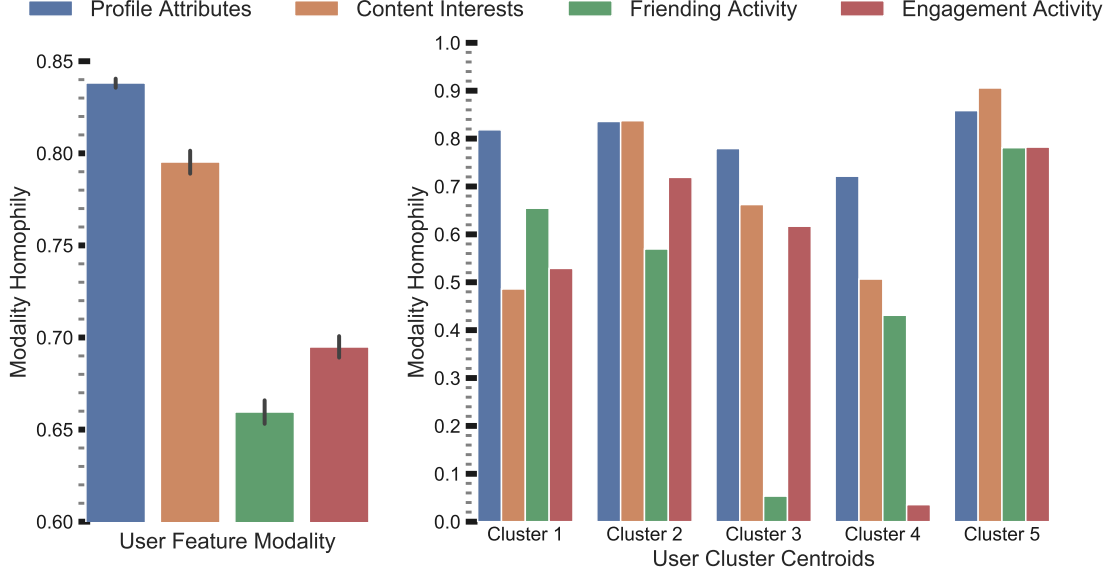 Profile Attributes
Content Interests
Friending Activity
Engagement Activity
Modality Homophily
0.85
0.80
0.75
0.70
0.65
0.60
User Feature Modality
Modality Homophily
1.0
0.9
0.8
0.7
0.6
0.5
0.4
0.3
0.2
0.1
0.0
Cluster 1
Cluster 2
Cluster 3
Cluster 4
Cluster 5
User Cluster Centroids